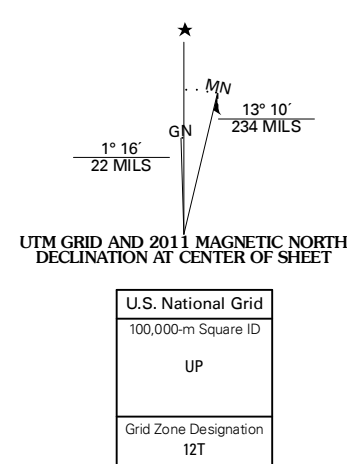 ★
MN
GN
13° 10´
234 MILS
1° 16´
22 MILS
UTM GRID AND 2011 MAGNETIC NORTH
DECLINATION AT CENTER OF SHEET
U.S. National Grid
100,000-m Square ID
UP
Grid Zone Designation
12T